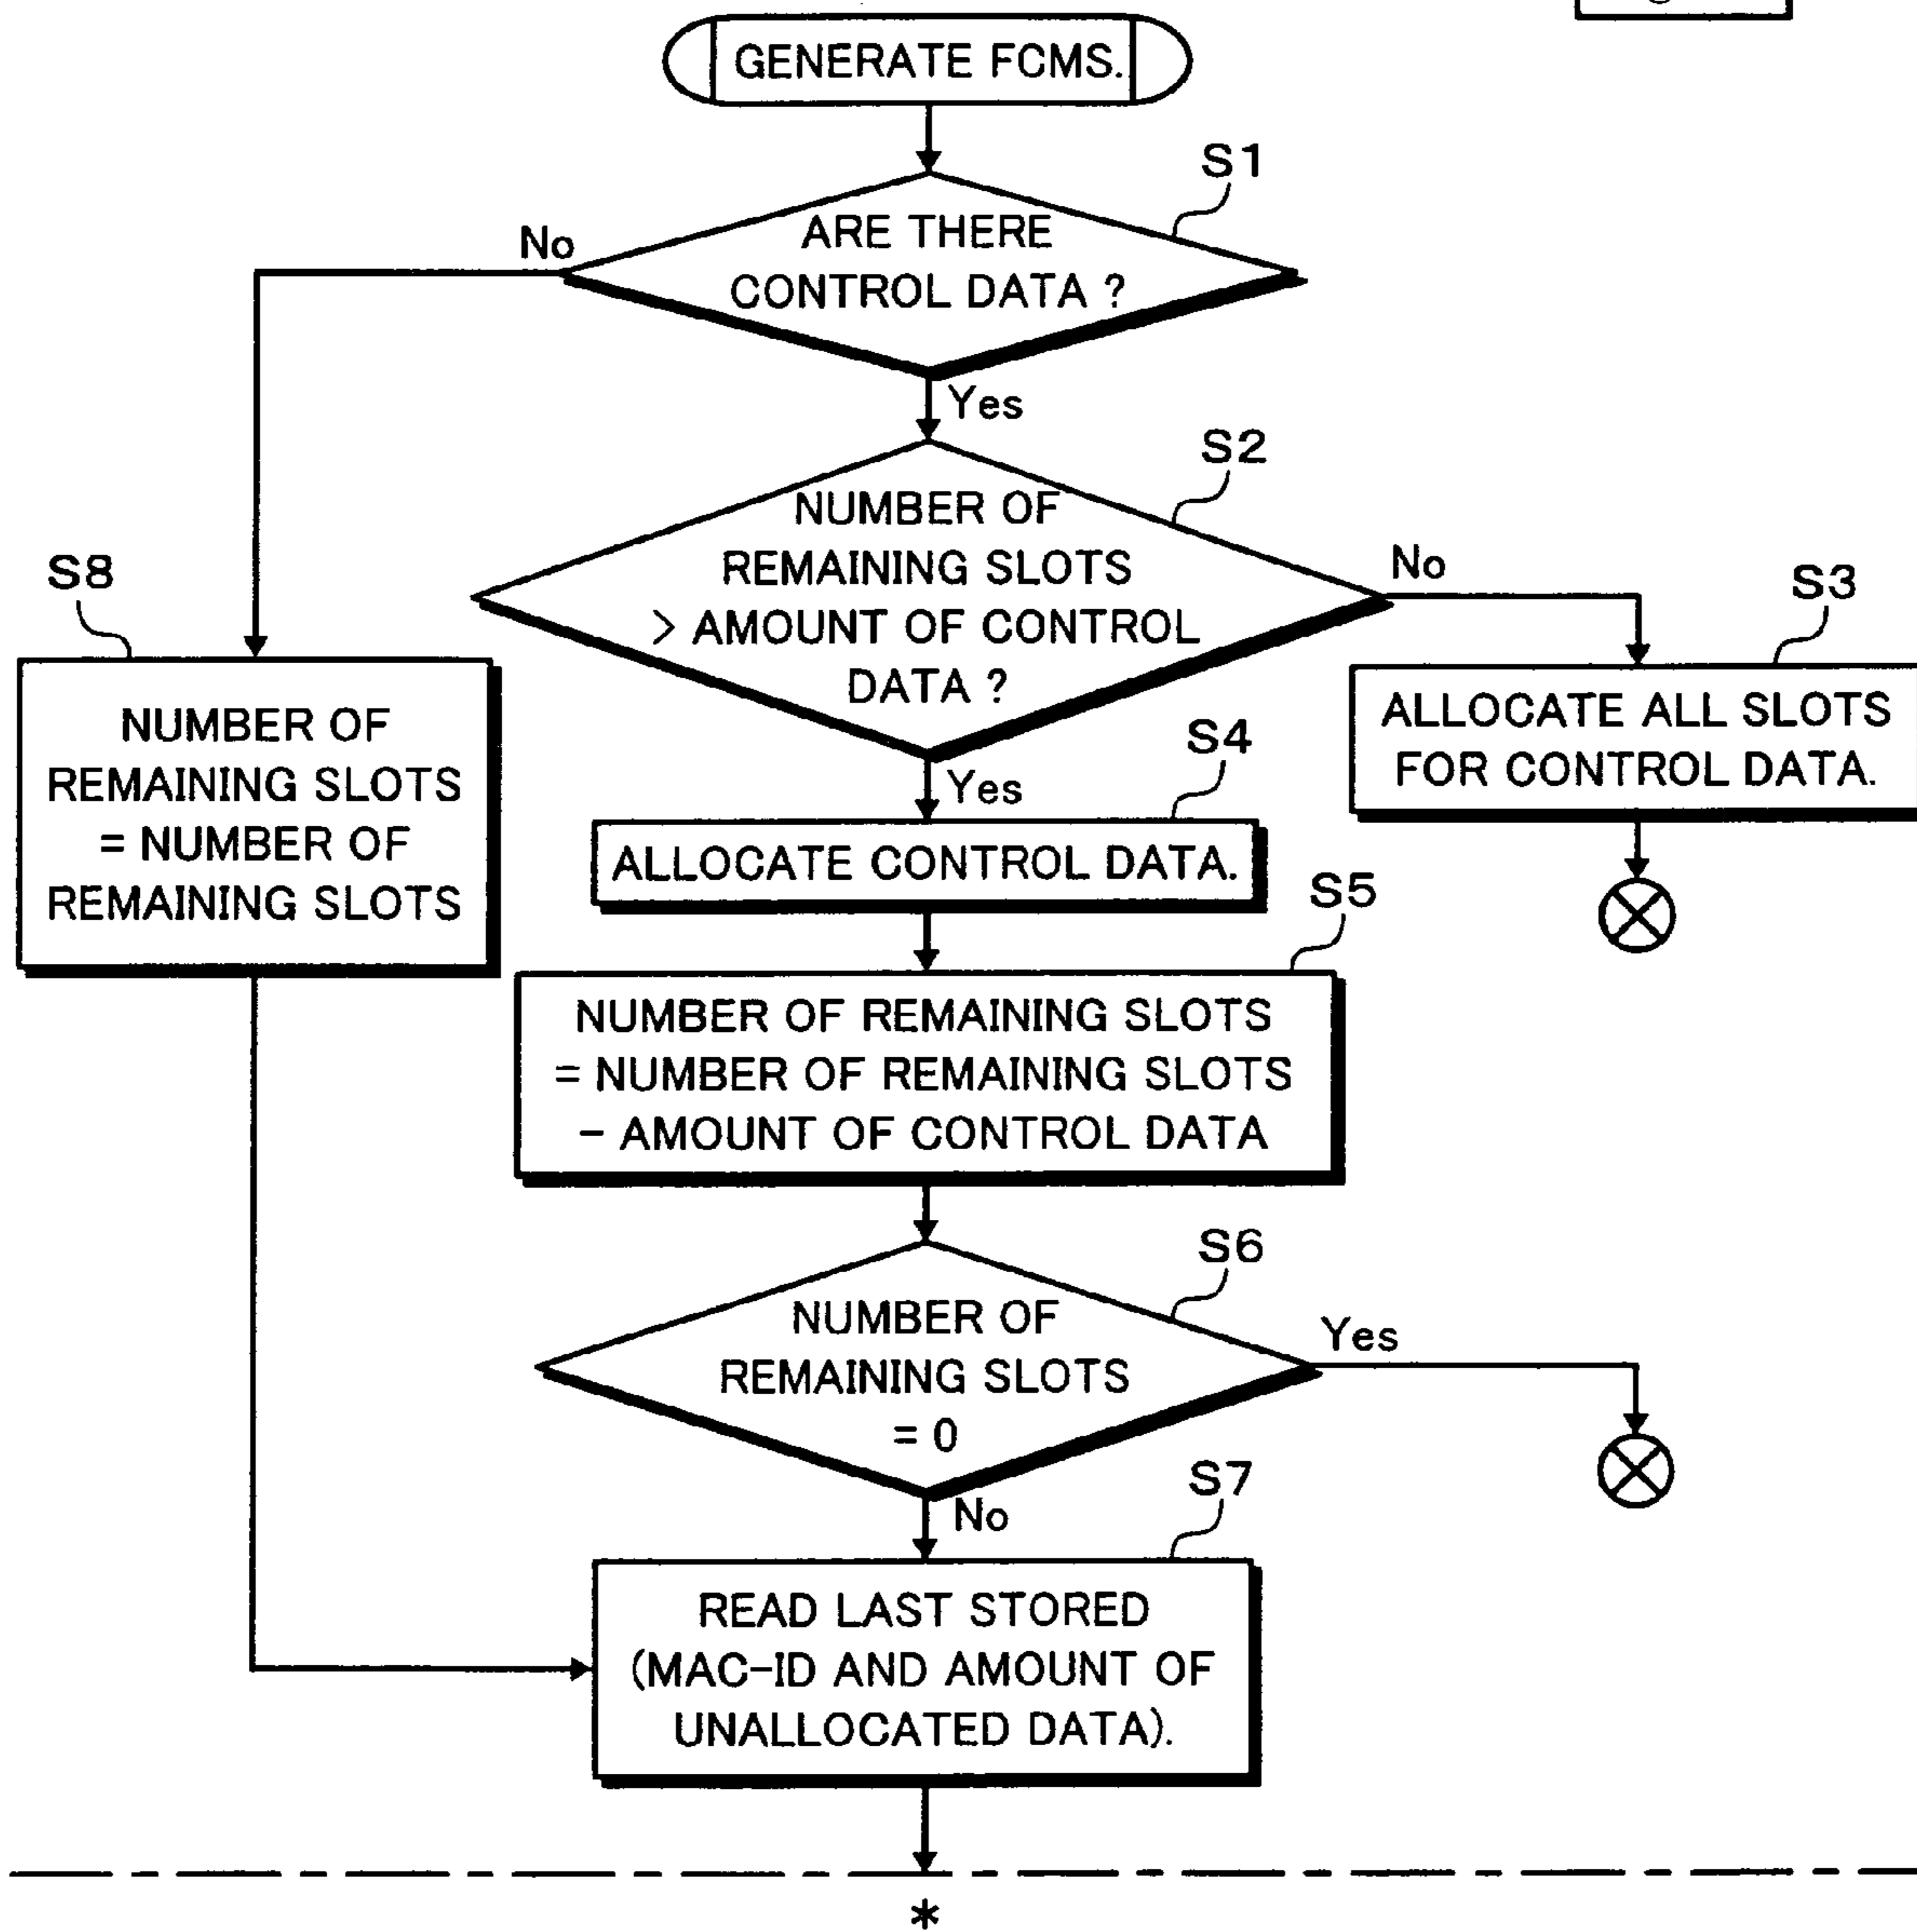 GENERATE FCMS.
S1
ARE THERE
CONTROL DATA ?
No
Yes
S2
NUMBER OF
REMAINING SLOTS
> AMOUNT OF CONTROL
DATA ?
No
Yes
S3
ALLOCATE ALL SLOTS
FOR CONTROL DATA.
S8
NUMBER OF
REMAINING SLOTS
= NUMBER OF
REMAINING SLOTS
S4
ALLOCATE CONTROL DATA.
S5
NUMBER OF REMAINING SLOTS
= NUMBER OF REMAINING SLOTS
− AMOUNT OF CONTROL DATA
S6
NUMBER OF
REMAINING SLOTS
= 0
Yes
No
S7
READ LAST STORED
(MAC-ID AND AMOUNT OF
UNALLOCATED DATA).
*